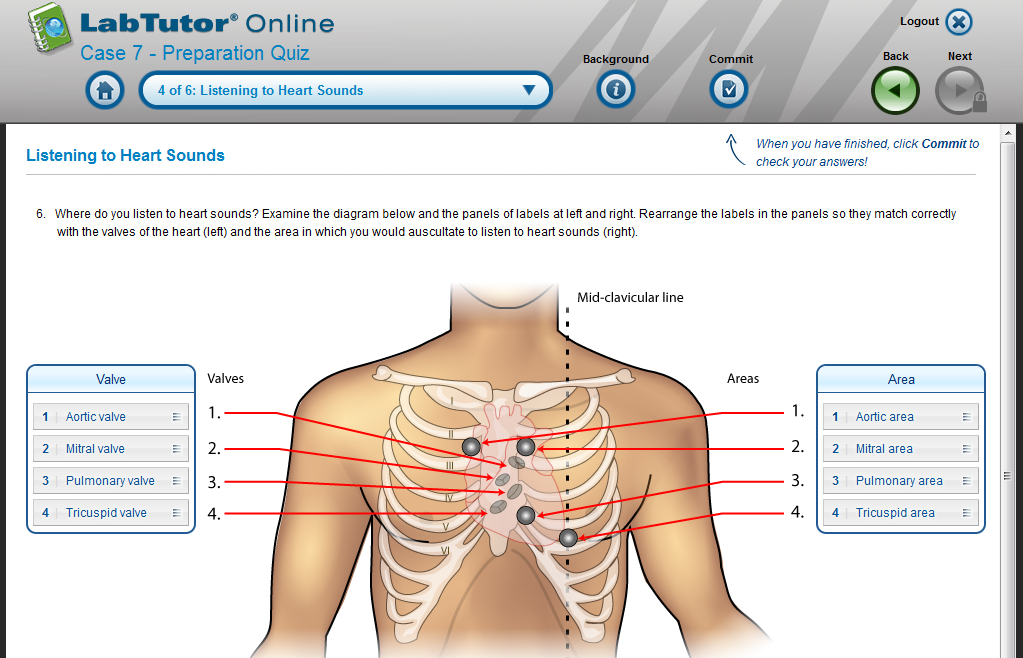 LabTutor® Online
Logout
Case 7 - Preparation Quiz
Background
Commit
Back
Next
4 of 6: Listening to Heart Sounds
Listening to Heart Sounds
When you have finished, click Commit to
check your answers!
6. Where do you listen to heart sounds? Examine the diagram below and the panels of labels at left and right. Rearrange the labels in the panels so they match correctly
with the valves of the heart (left) and the area in which you would auscultate to listen to heart sounds (right).
Mid-clavicular line
Valve
1 Aortic valve
2 Mitral valve
3 Pulmonary valve
4 Tricuspid valve
Valves
1.
2.
3.
4.
I
II
III
IV
V
VI
Areas
1.
2.
3.
4.
Area
1 Aortic area
2 Mitral area
3 Pulmonary area
4 Tricuspid area